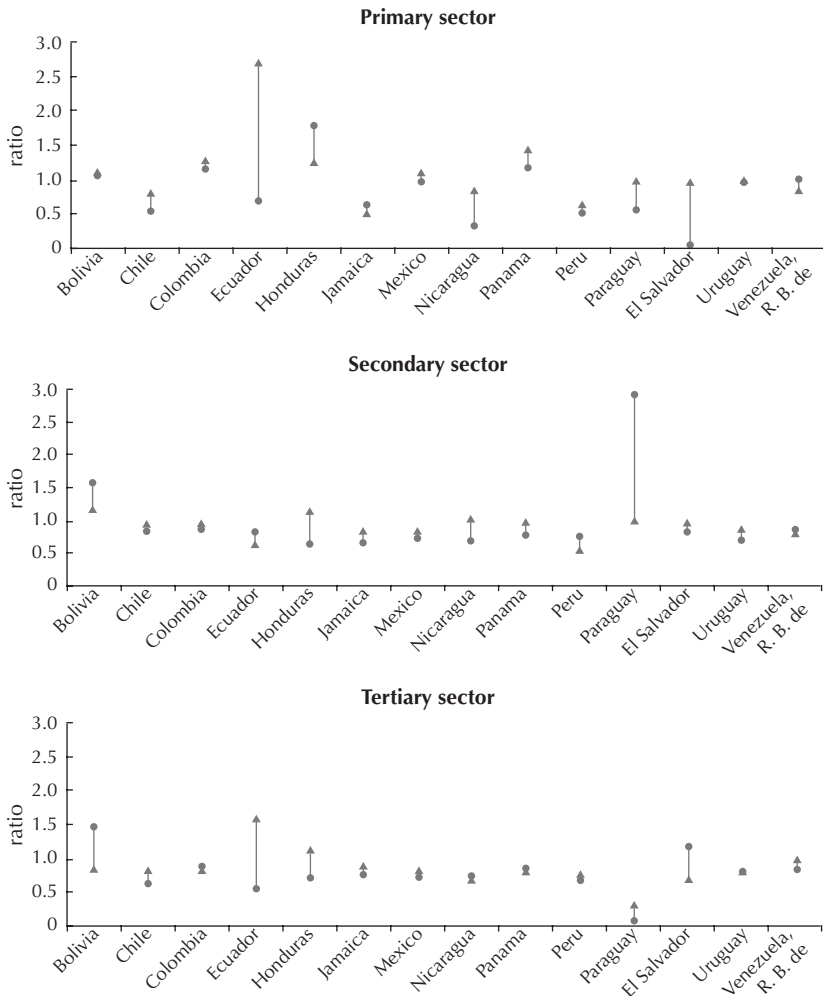 Primary sector
3.0
2.5
2.0
1.5
1.0
0.5
0
ratio
Bolivia
Chile
Colombia
Ecuador
Honduras
Jamaica
Mexico
Nicaragua
Panama
Peru
Paraguay
El Salvador
Uruguay
Venezuela,
R. B. de
Secondary sector
3.0
2.5
2.0
1.5
1.0
0.5
0
ratio
Bolivia
Chile
Colombia
Ecuador
Honduras
Jamaica
Mexico
Nicaragua
Panama
Peru
Paraguay
El Salvador
Uruguay
Venezuela,
R. B. de
Tertiary sector
3.0
2.5
2.0
1.5
1.0
0.5
0
ratio
Bolivia
Chile
Colombia
Ecuador
Honduras
Jamaica
Mexico
Nicaragua
Panama
Peru
Paraguay
El Salvador
Uruguay
Venezuela,
R. B. de